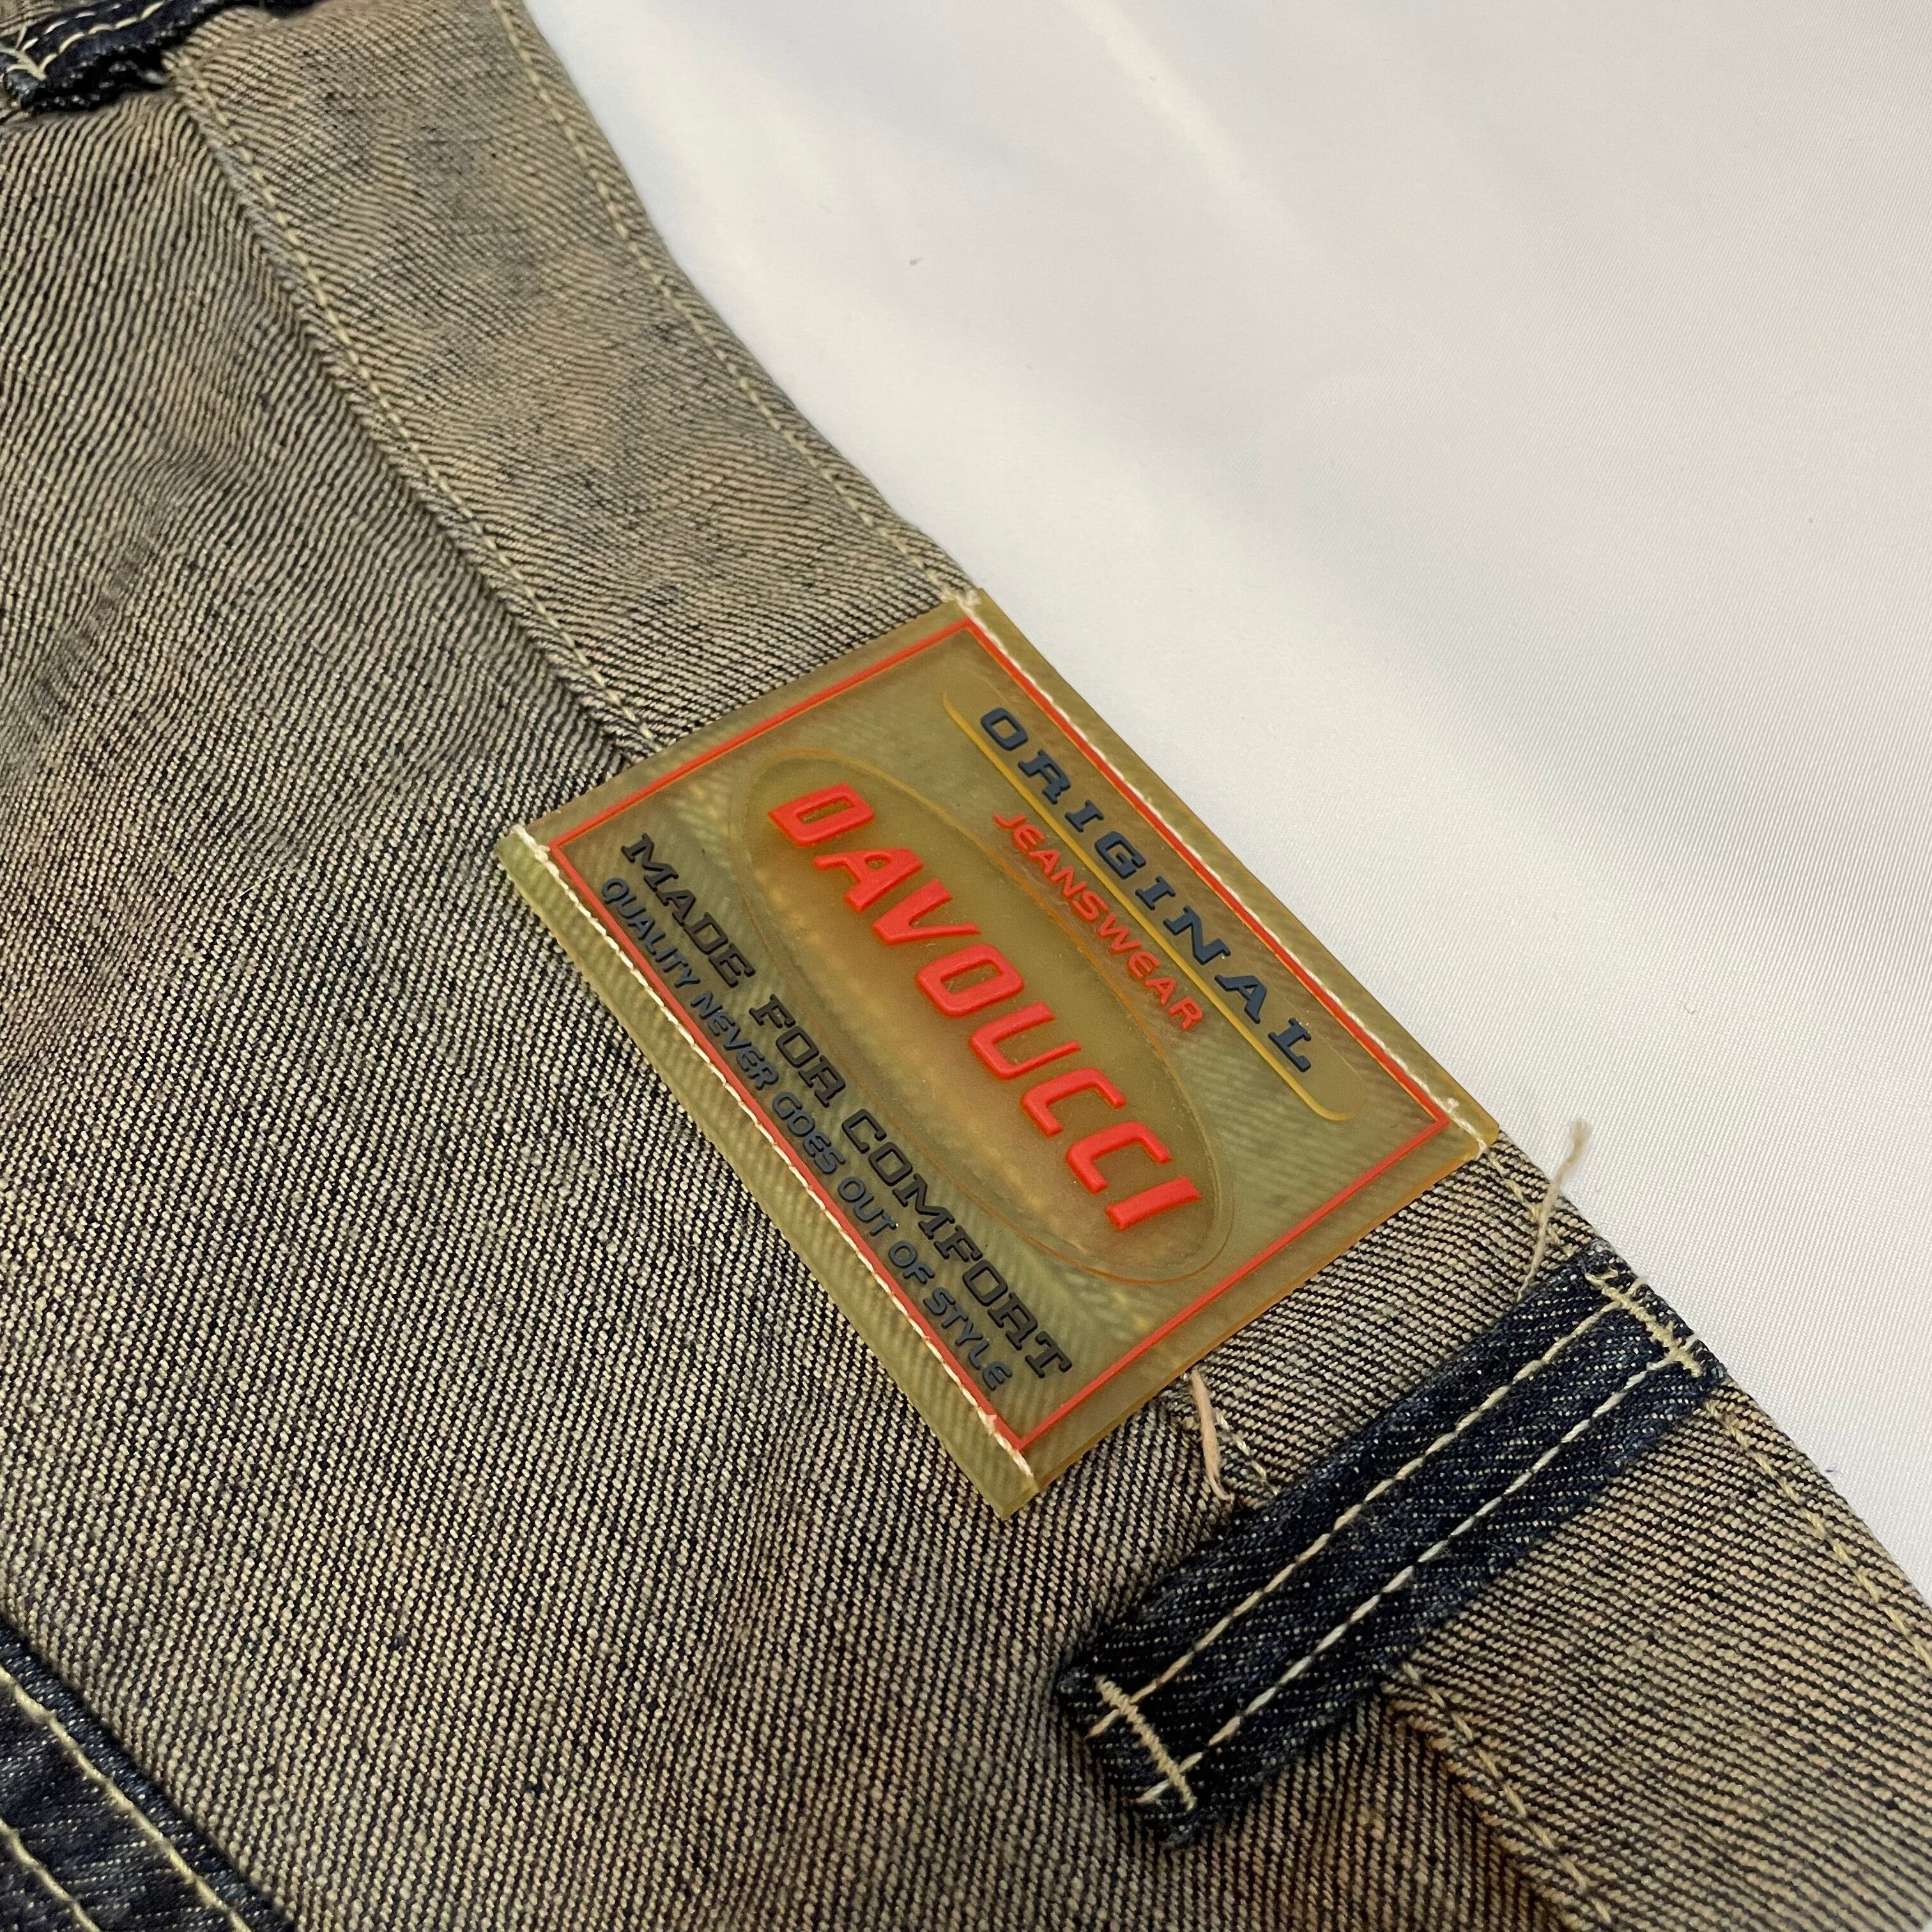 ORIGINAL
JEANSWEAR
DAVOUCCI
MADE FOR COMFORT
QUALITY NEVER GOES OUT OF STYLE